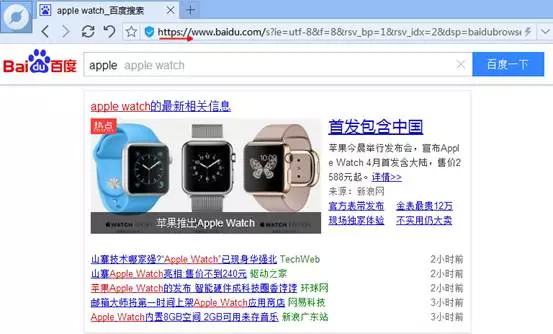 apple watch_百度搜索
https://www.baidu.com/s?ie=utf-8&f=8&rsv_bp=1&rsv_idx=2&dsp=baidubrowse
Bai du 百度
apple apple watch
百度一下
apple watch的最新相关信息
热点
苹果推出Apple Watch
首发包含中国
苹果今晨举行发布会，宣布Appl
e Watch 4月首发含大陆，售价2
588元起。详情>>
来源：新浪网
官方表带发布 金表最贵12万
现场独家体验 不实用仍大卖
山寨技术哪家强?"Apple Watch"已现身华强北 TechWeb 2小时前
山寨Apple Watch亮相 售价不到240元 驱动之家 2小时前
苹果Apple Watch的发布 智能硬件成科技圈香饽饽 环球网 2小时前
邮箱大师将第一时间上架Apple Watch应用商店 网易科技 3小时前
Apple Watch内置8GB空间 2GB可用来存音乐 新浪广东站 3小时前